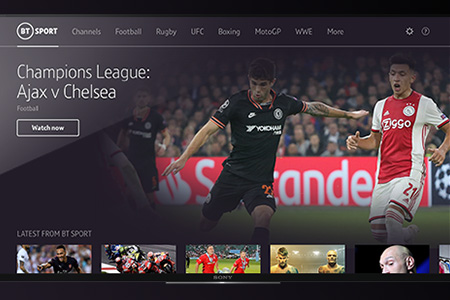 BT SPORT Channels Football Rugby UFC Boxing MotoGP WWE More
Champions League:
Ajax v Chelsea
Football
Watch now
YOKOHAMA
Ziggo
21
Santander
LATEST FROM BT SPORT
SONY